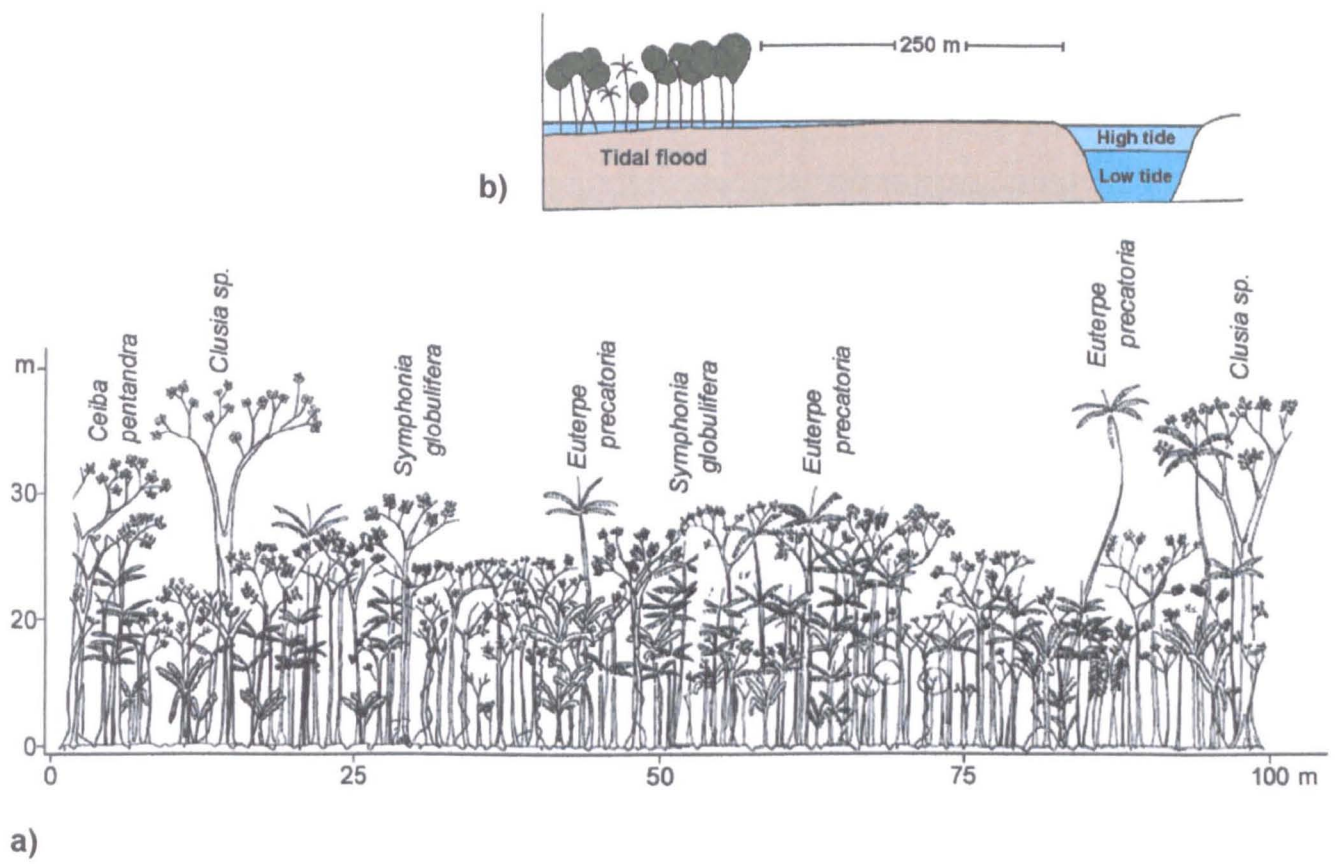 250 m
High tide
Low tide
Tidal flood
b)
Ceiba
pentandra
Clusia sp.
Symphonia
globulifera
Euterpe
precatoria
Symphonia
globulifera
Euterpe
precatoria
Euterpe
precatoria
Clusia sp.
m
30
20
0
0 25 50 75 100 m
a)